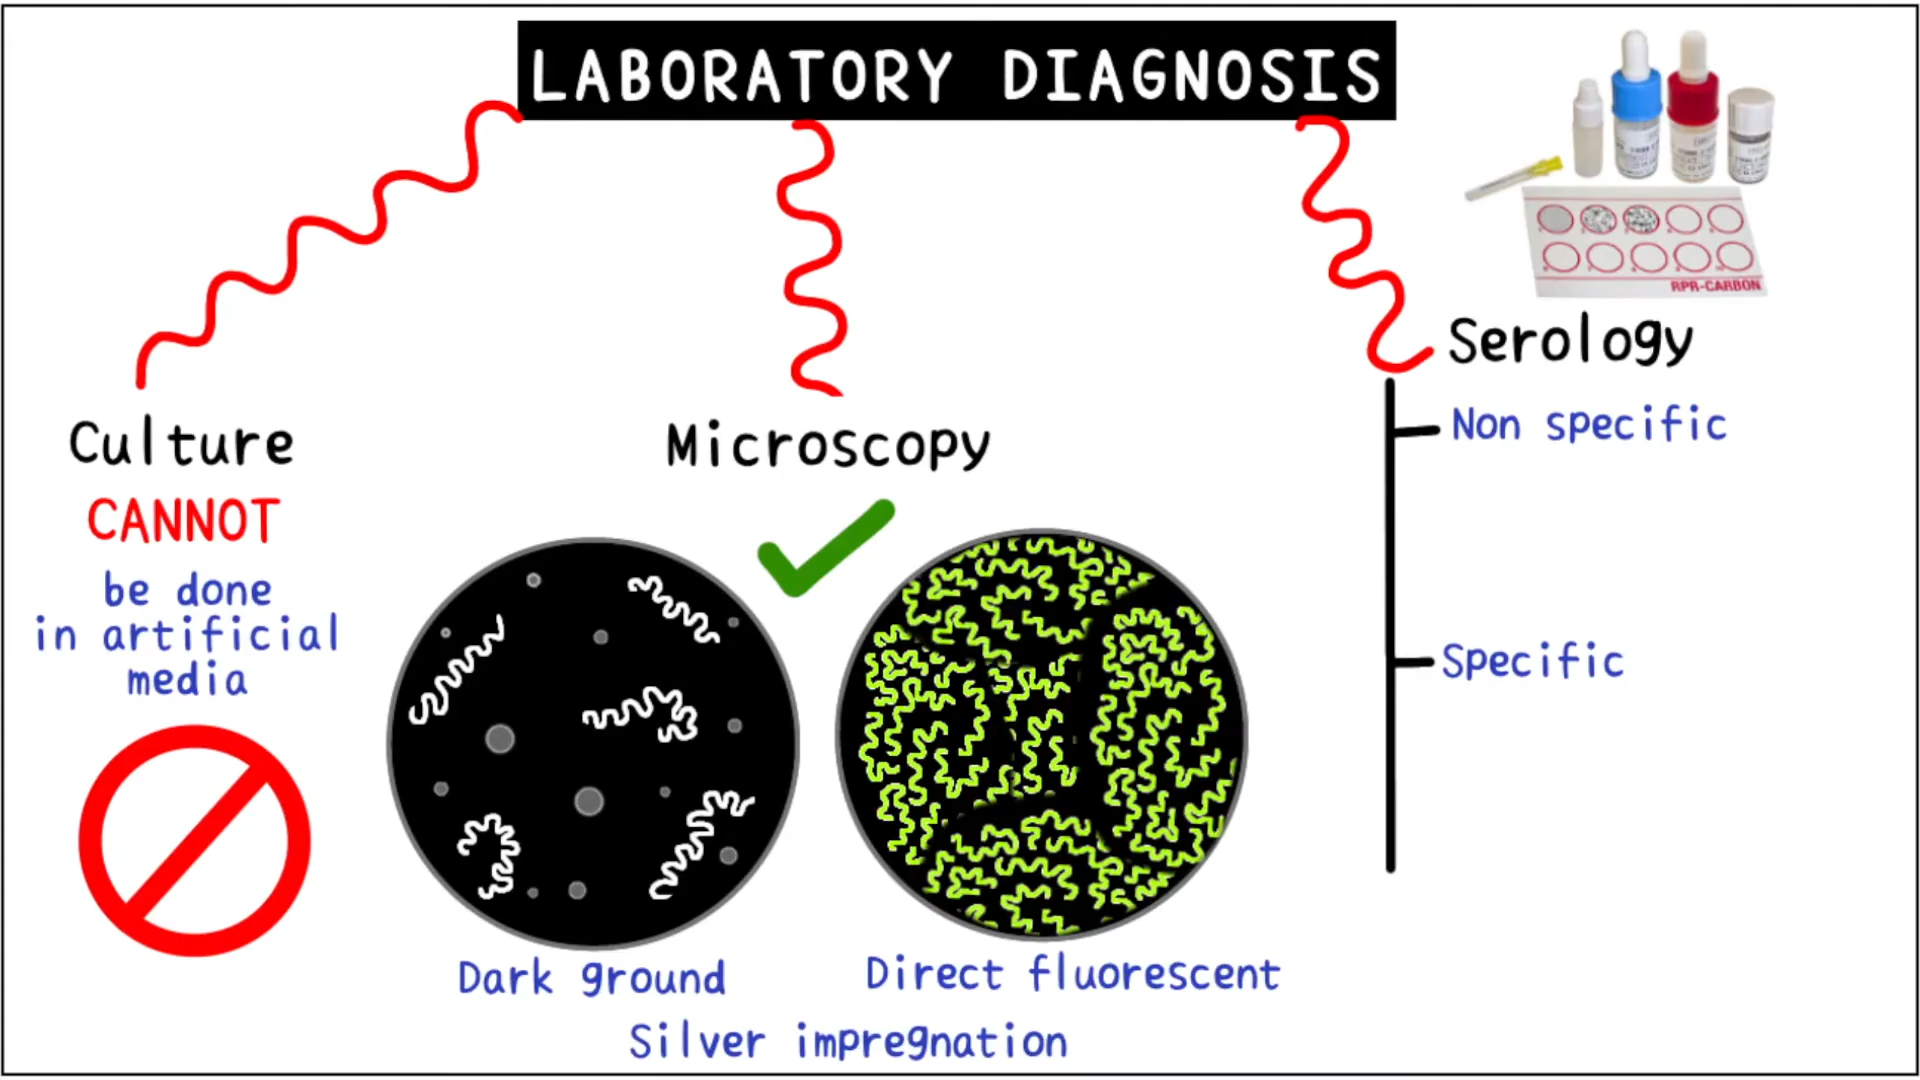 LABORATORY DIAGNOSIS
RPR-CARBON
Culture
CANNOT
be done
in artificial
media
Microscopy
Dark ground
Direct fluorescent
Silver impregnation
Serology
Non specific
Specific